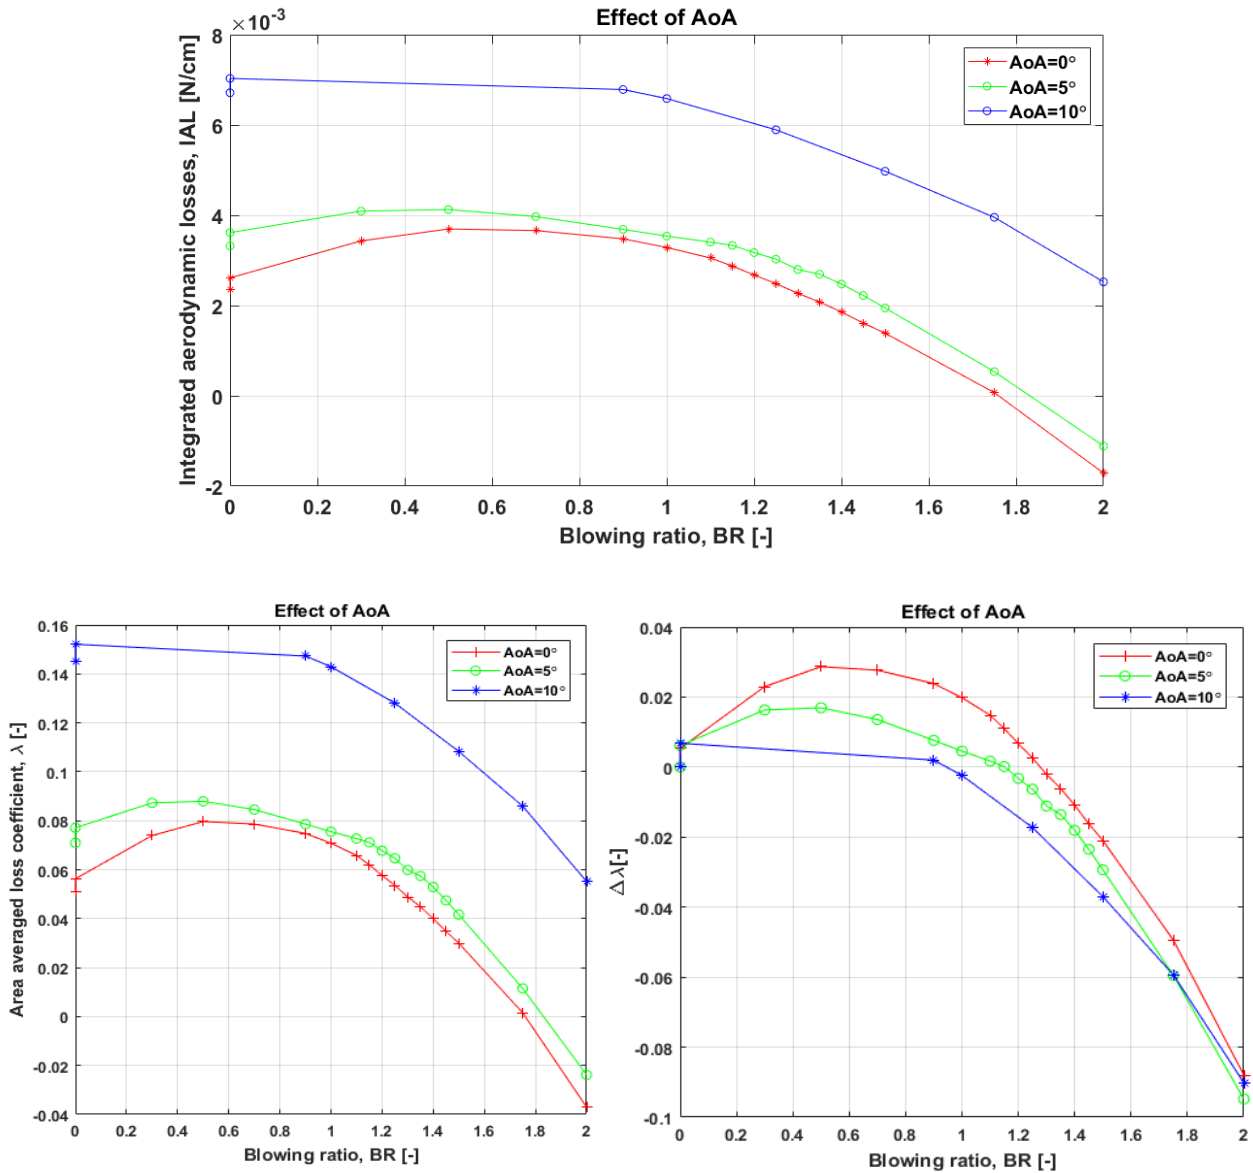 Effect of AoA
×10⁻³
8
6
4
2
0
-2
Integrated aerodynamic losses, IAL [N/cm]
AoA=0°
AoA=5°
AoA=10°
0 0.2 0.4 0.6 0.8 1 1.2 1.4 1.6 1.8 2
Blowing ratio, BR [-]
Effect of AoA
0.16
0.14
0.12
0.1
0.08
0.06
0.04
0.02
0
-0.02
-0.04
Area averaged loss coefficient, λ [-]
AoA=0°
AoA=5°
AoA=10°
0 0.2 0.4 0.6 0.8 1 1.2 1.4 1.6 1.8 2
Blowing ratio, BR [-]
Effect of AoA
0.04
0.02
0
-0.02
-0.04
-0.06
-0.08
-0.1
Δλ[-]
AoA=0°
AoA=5°
AoA=10°
0 0.2 0.4 0.6 0.8 1 1.2 1.4 1.6 1.8 2
Blowing ratio, BR [-]